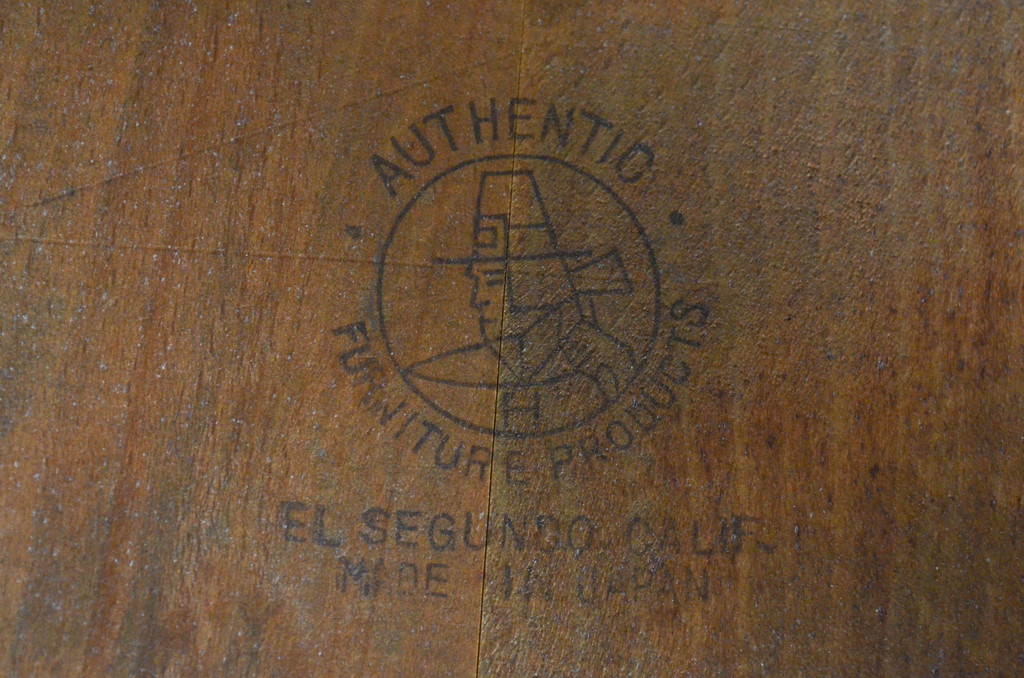 AUTHENTIC
FURNITURE PRODUCTS
H
EL SEGUNDO, CALIF.
MADE IN JAPAN